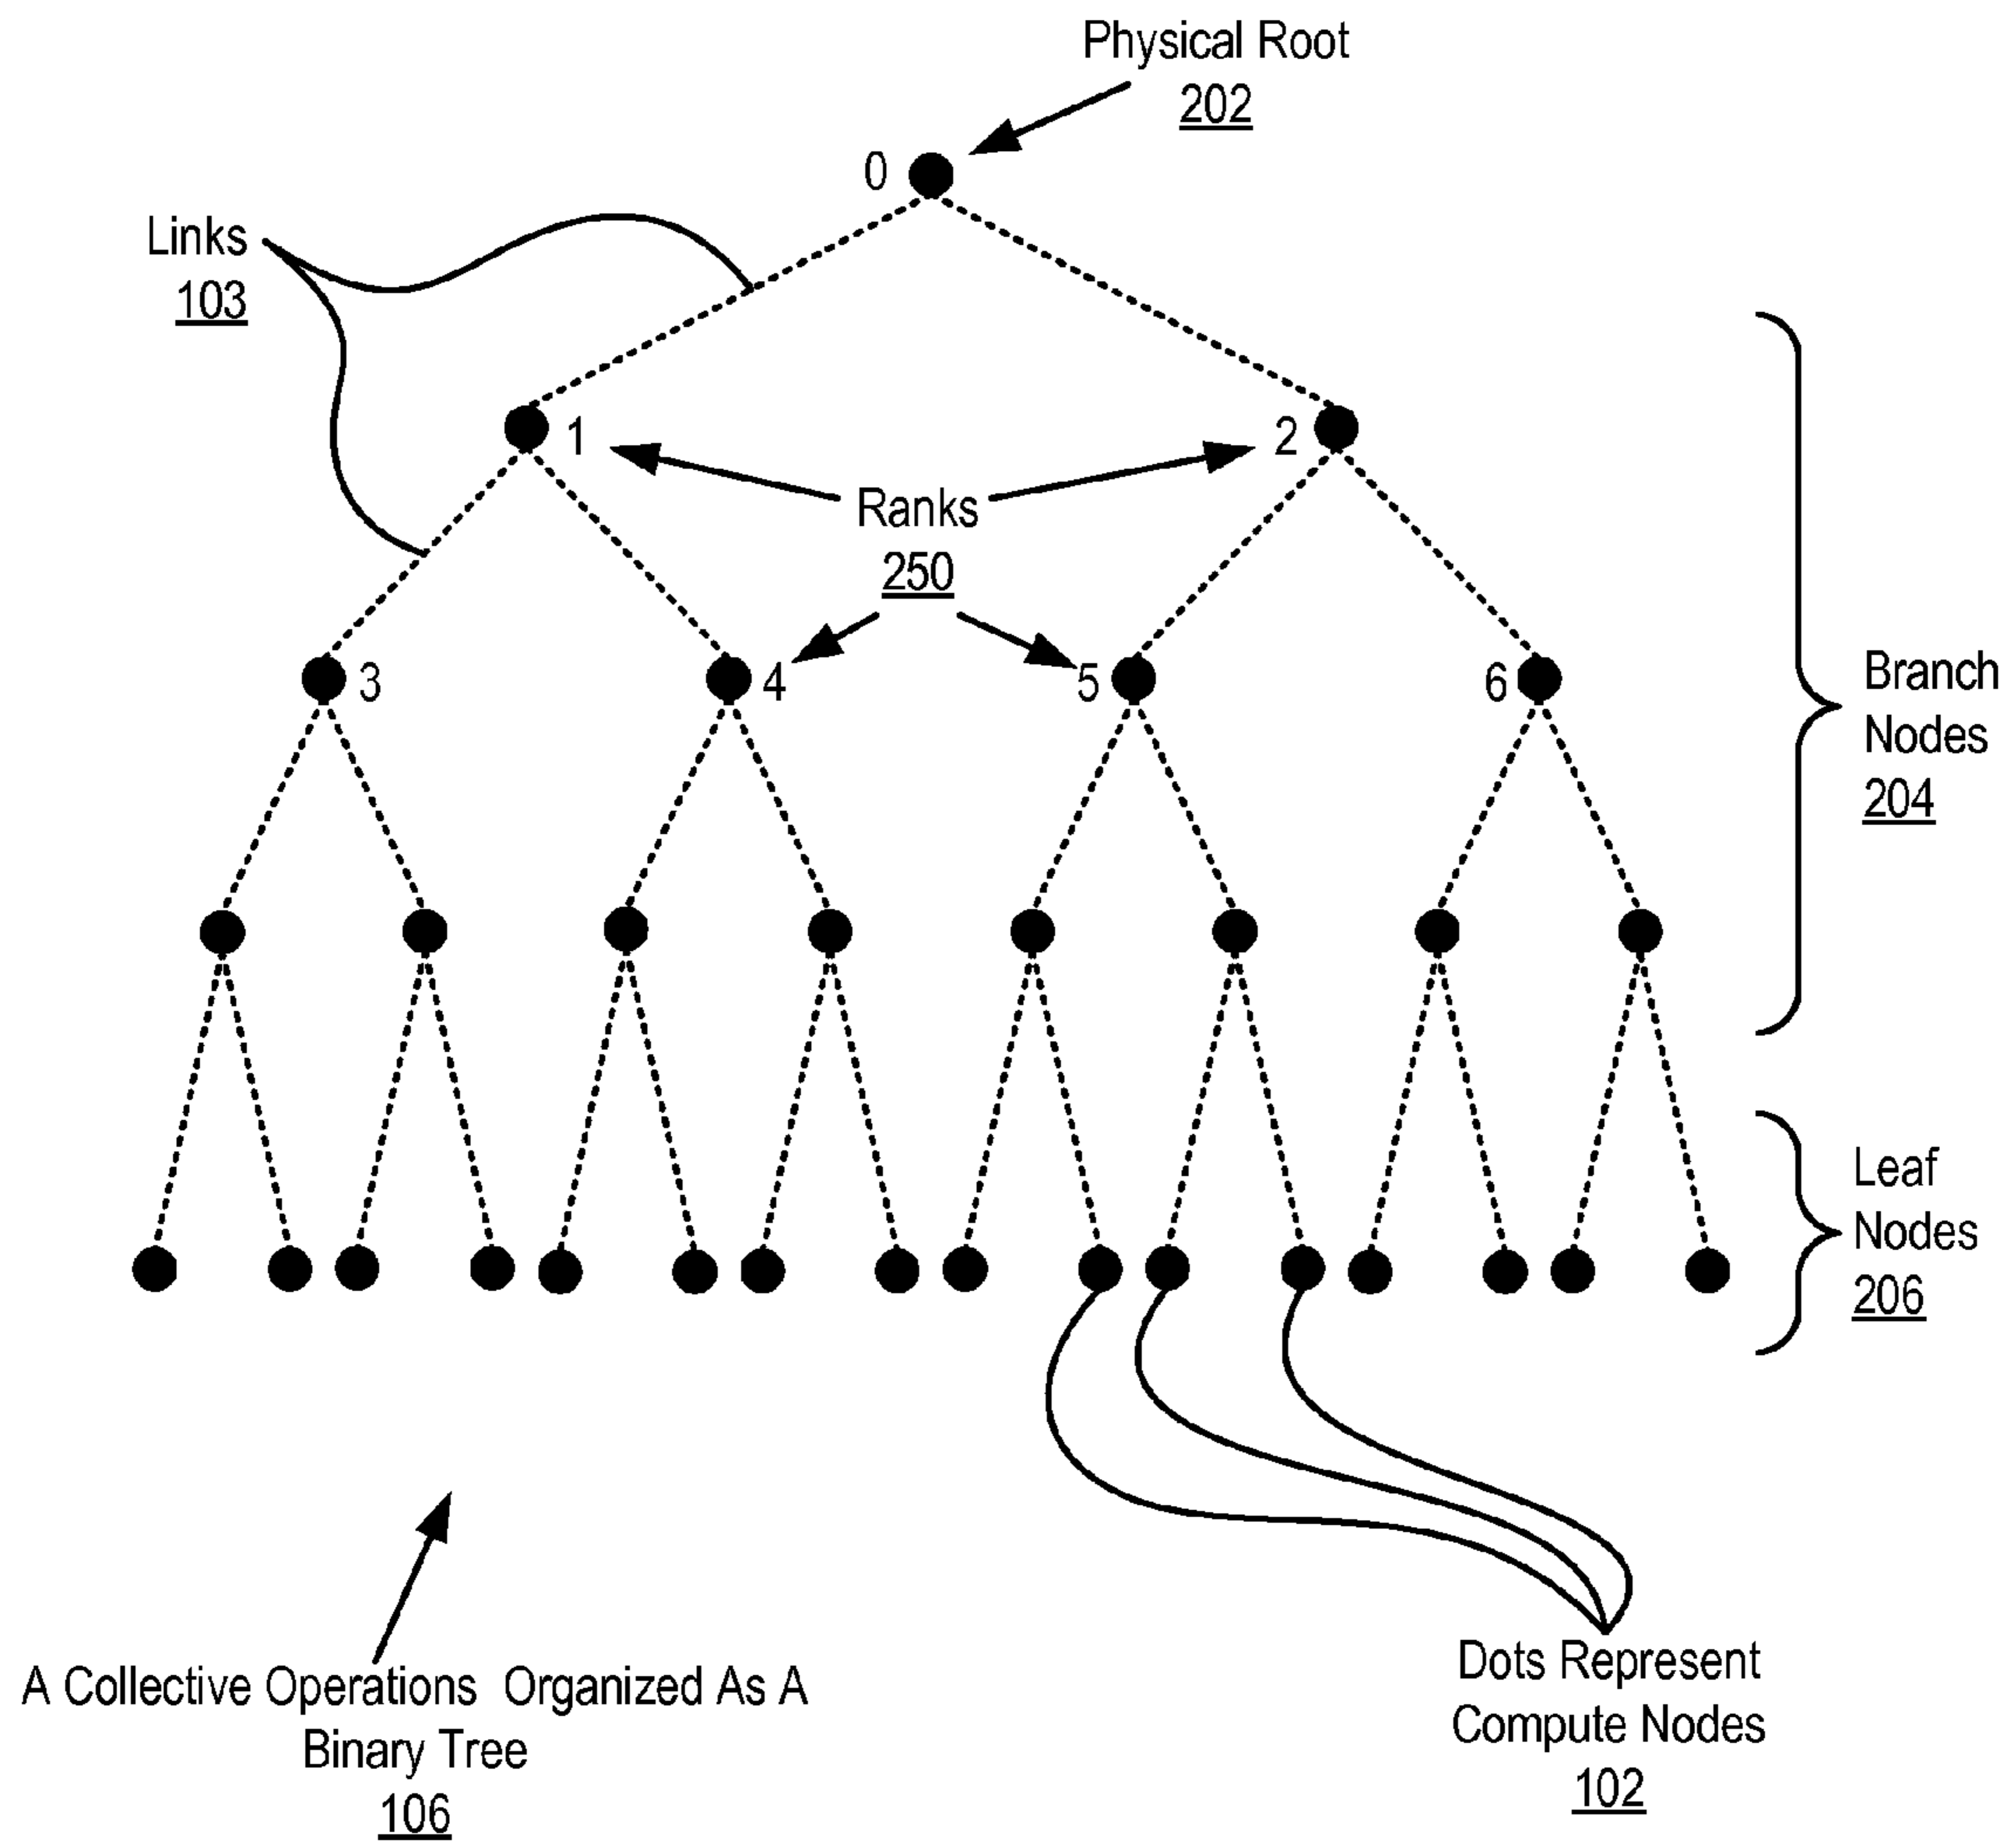 Physical Root
202
0
Links
103
1
2
Ranks
250
3
4
5
6
Branch
Nodes
204
Leaf
Nodes
206
A Collective Operations Organized As A
Binary Tree
106
Dots Represent
Compute Nodes
102